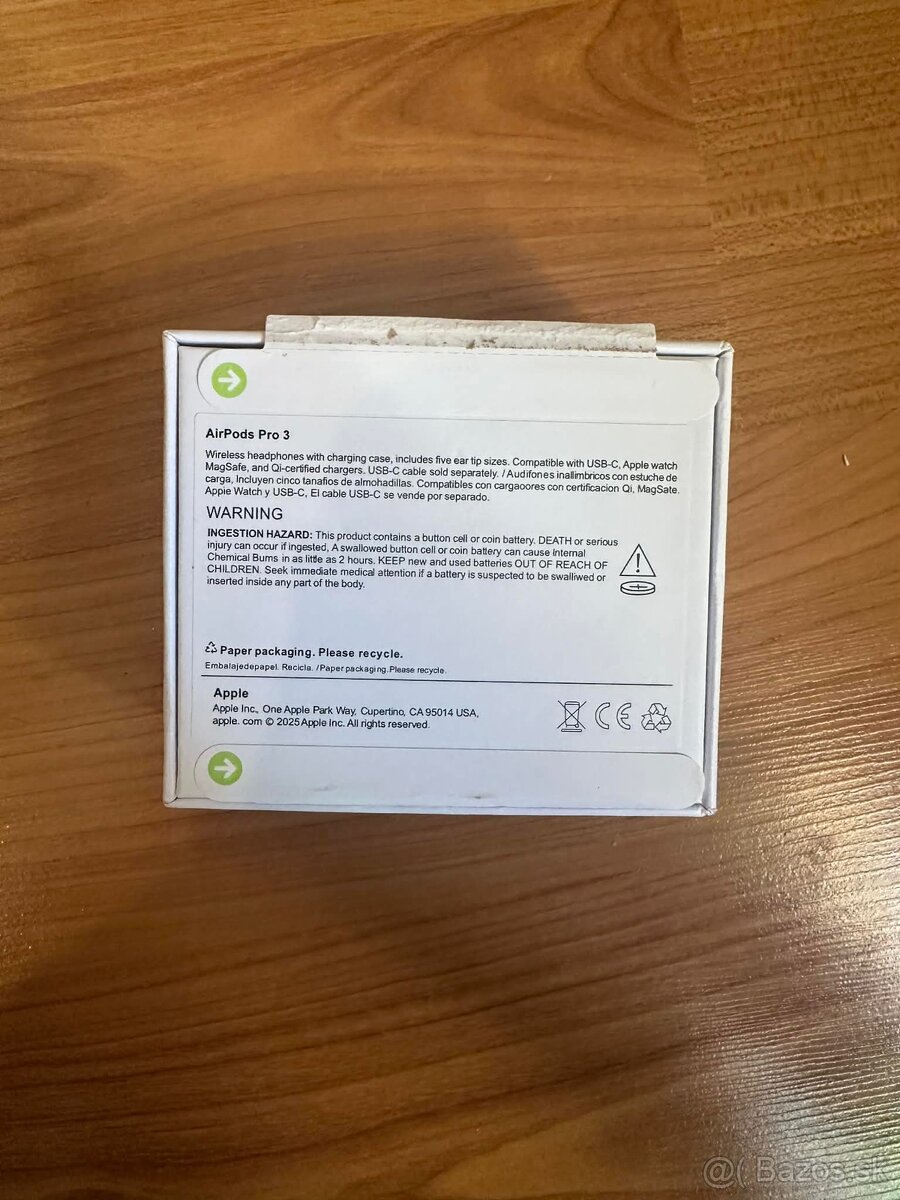 AirPods Pro 3
Wireless headphones with charging case, includes five ear tip sizes. Compatible with USB-C, Apple watch
MagSafe, and Qi-certified chargers. USB-C cable sold separately. / Audifones inallimbricos con estuche de
carga, Incluyen cinco tanafios de almohadillas. Compatibles con cargaoores con certificacion Qi, MagSate.
Apple Watch y USB-C, El cable USB-C se vende por separado.
WARNING
INGESTION HAZARD: This product contains a button cell or coin battery. DEATH or serious
injury can occur if ingested, A swallowed button cell or coin battery can cause internal
Chemical Bums in as little as 2 hours. KEEP new and used batteries OUT OF REACH OF
CHILDREN. Seek immediate medical attention if a battery is suspected to be swalliwed or
inserted inside any part of the body.
Paper packaging. Please recycle.
Embalajedepapel. Recicla. /Paper packaging.Please recycle.
Apple
Apple Inc., One Apple Park Way, Cupertino, CA 95014 USA,
apple. com © 2025 Apple Inc. All rights reserved.
CE
@( Bazos.sk